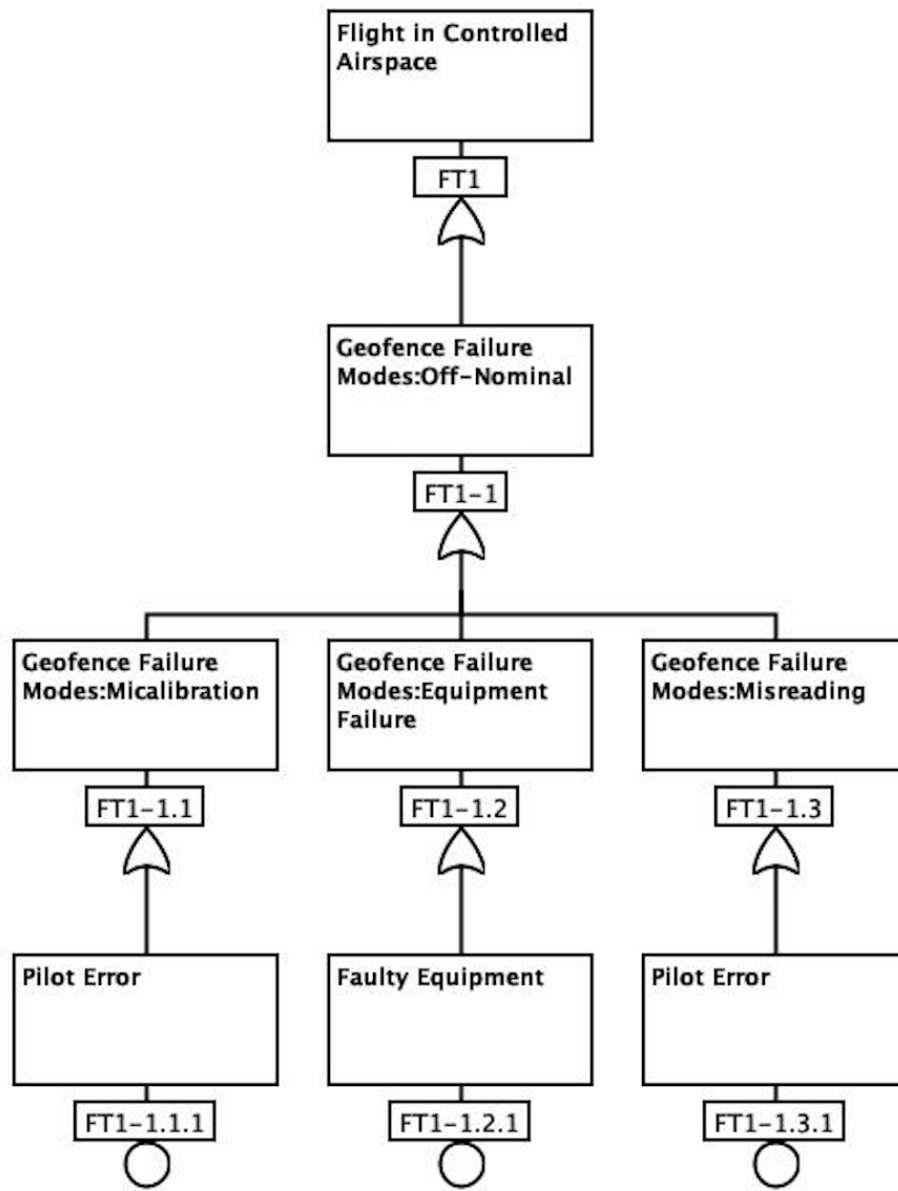 Flight in Controlled
Airspace
FT1
Geofence Failure
Modes:Off-Nominal
FT1-1
Geofence Failure
Modes:Micalibration
Geofence Failure
Modes:Equipment
Failure
Geofence Failure
Modes:Misreading
FT1-1.1
FT1-1.2
FT1-1.3
Pilot Error
Faulty Equipment
Pilot Error
FT1-1.1.1
FT1-1.2.1
FT1-1.3.1